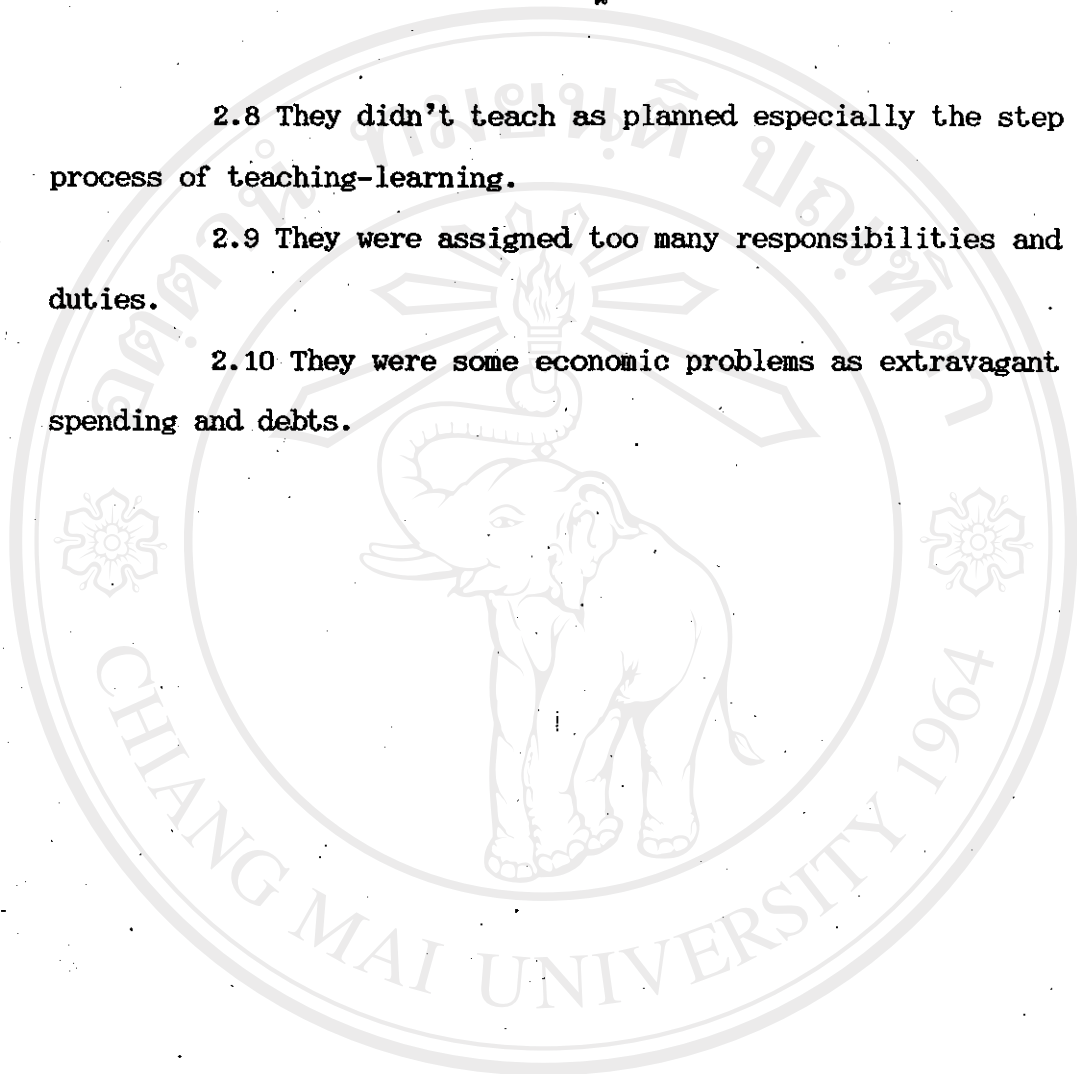 2.8 They didn't teach as planned especially the step
process of teaching-learning.
2.9 They were assigned too many responsibilities and
duties.
2.10 They were some economic problems as extravagant
spending and debts.
CHIANG MAI UNIVERSITY 1964